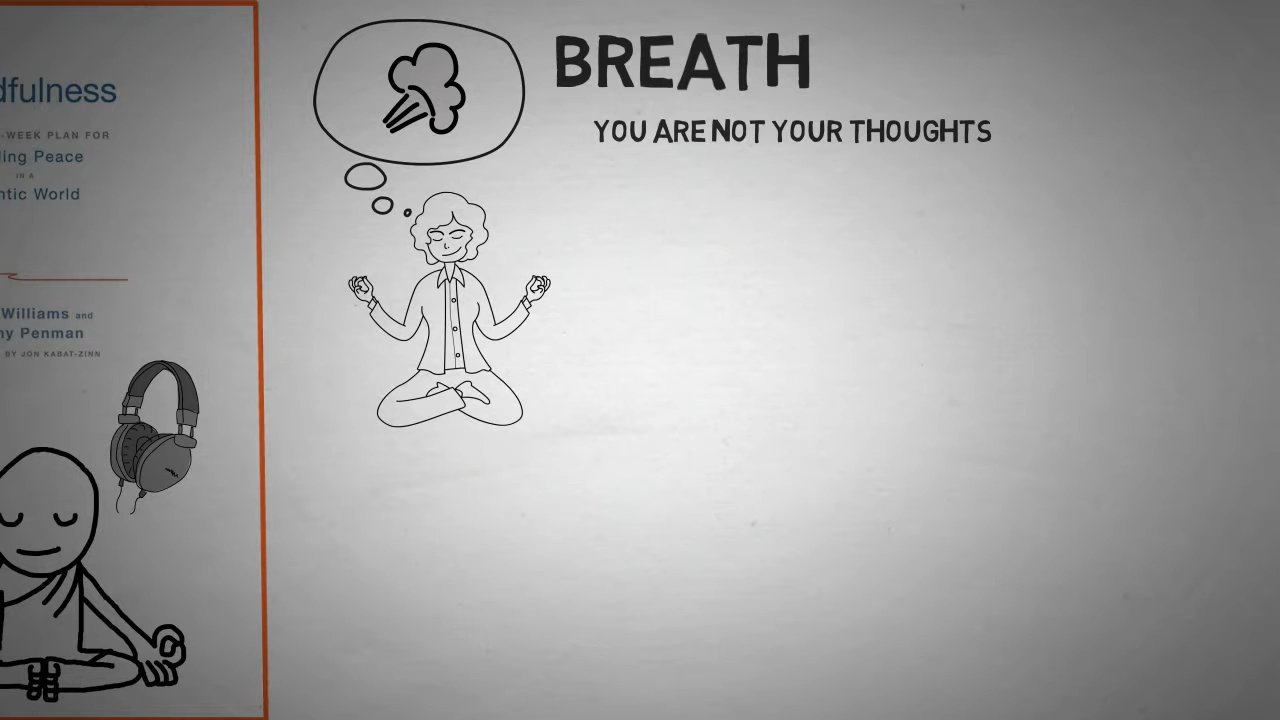 dfulness
-WEEK PLAN FOR
ing Peace
IN A
ntic World
Williams and
ny Penman
BY JON KABAT-ZINN
BREATH
YOU ARE NOT YOUR THOUGHTS